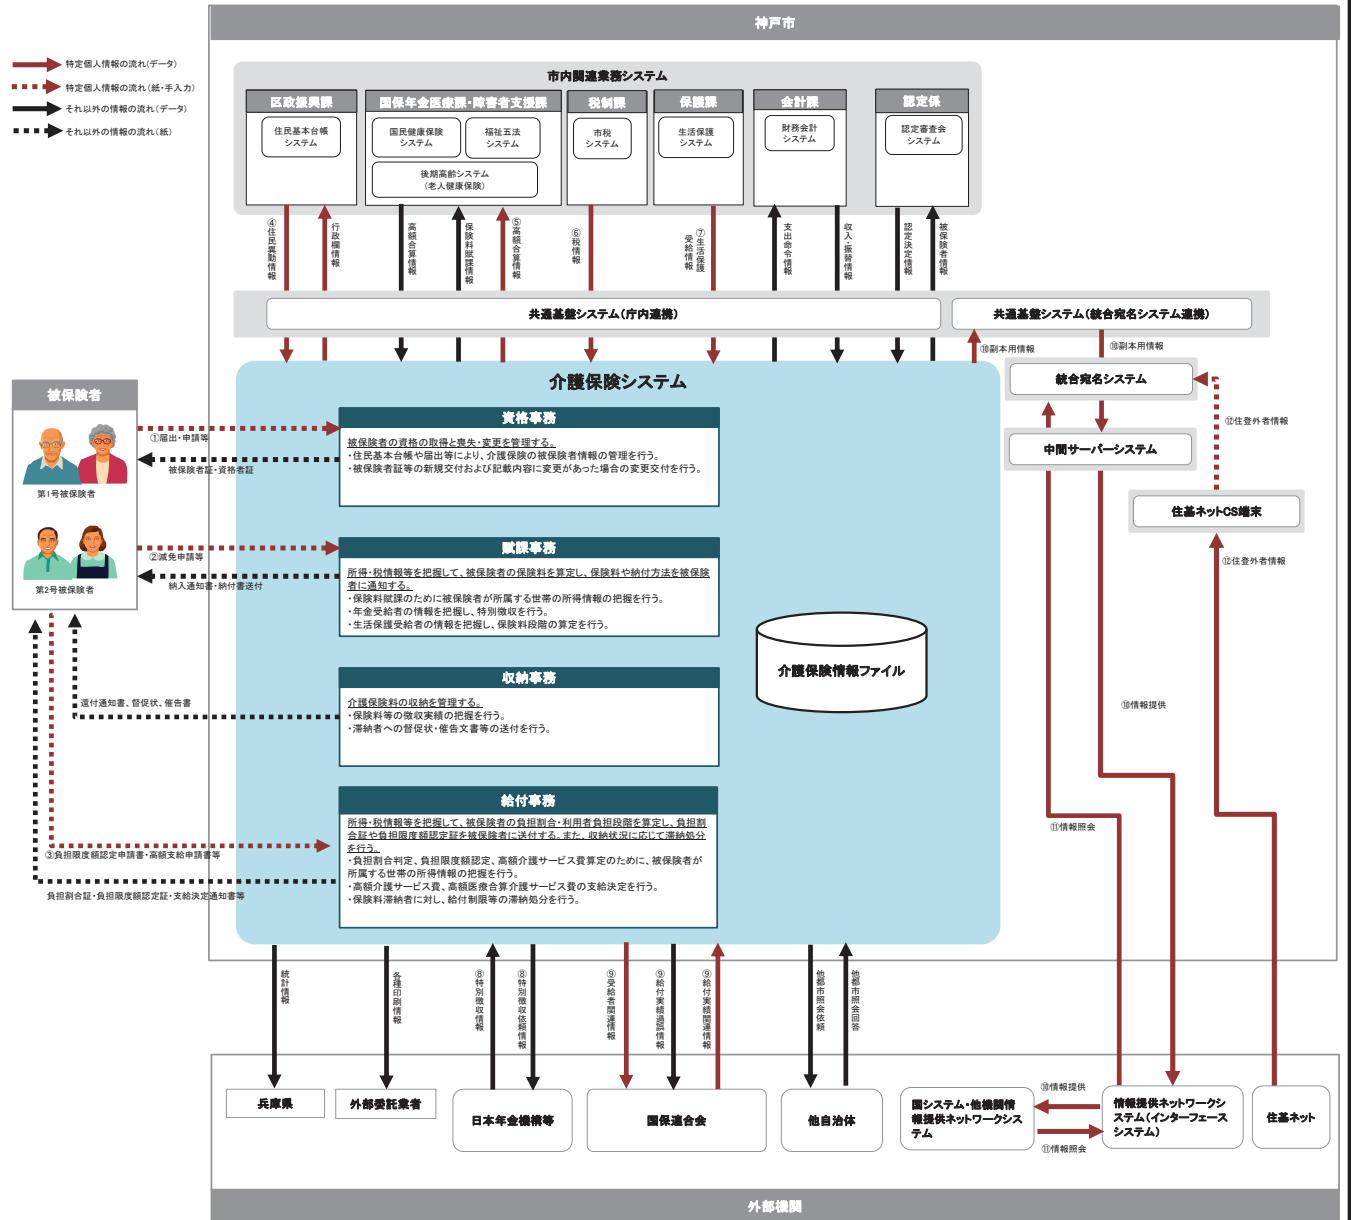 神戸市
特定個人情報の流れ(データ)
特定個人情報の流れ(紙・手入力)
それ以外の情報の流れ(データ)
それ以外の情報の流れ(紙)
市内関連業務システム
区政振興課
住民基本台帳
システム
国保年金医療課・障害者支援課
国民健康保険
システム
福祉五法
システム
後期高齢システム
(老人健康保険)
税制課
市税
システム
保護課
生活保護
システム
会計課
財務会計
システム
認定係
認定審査会
システム
④住民異動情報
行政欄情報
高額合算情報
保険料賦課情報
⑤高額合算情報
⑥税情報
⑦生活保護
受給情報
支出命令情報
収入・振替情報
認定決定情報
被保険者情報
共通基盤システム(庁内連携)
共通基盤システム(統合宛名システム連携)
⑩副本用情報
⑩副本用情報
統合宛名システム
中間サーバーシステム
⑫住登外者情報
住基ネットCS端末
⑫住登外者情報
介護保険システム
被保険者
第1号被保険者
第2号被保険者
①届出・申請等
被保険者証・資格者証
②減免申請等
納入通知書・納付書送付
還付通知書、督促状、催告書
③負担限度額認定申請書・高額支給申請書等
負担割合証・負担限度額認定証・支給決定通知書等
資格事務
被保険者の資格の取得と喪失・変更を管理する。
・住民基本台帳や届出等により、介護保険の被保険者情報の管理を行う。
・被保険者証等の新規交付および記載内容に変更があった場合の変更交付を行う。
賦課事務
所得・税情報等を把握して、被保険者の保険料を算定し、保険料や納付方法を被保険
者に通知する。
・保険料賦課のために被保険者が所属する世帯の所得情報の把握を行う。
・年金受給者の情報を把握し、特別徴収を行う。
・生活保護受給者の情報を把握し、保険料段階の算定を行う。
収納事務
介護保険料の収納を管理する。
・保険料等の徴収実績の把握を行う。
・滞納者への督促状・催告文書等の送付を行う。
給付事務
所得・税情報等を把握して、被保険者の負担割合・利用者負担段階を算定し、負担割
合証や負担限度額認定証を被保険者に送付する。また、収納状況に応じて滞納処分
を行う。
・負担割合判定、負担限度額認定、高額介護サービス費算定のために、被保険者が
所属する世帯の所得情報の把握を行う。
・高額介護サービス費、高額医療合算介護サービス費の支給決定を行う。
・保険料滞納者に対し、給付制限等の滞納処分を行う。
介護保険情報ファイル
⑩情報提供
⑪情報照会
統計情報
各種印刷情報
⑧特別徴収情報
⑧特別徴収依頼情報
⑨受給者関連情報
⑨給付実績過誤情報
⑨給付実績関連情報
他都市照会依頼
他都市照会回答
兵庫県
外部委託業者
日本年金機構等
国保連合会
他自治体
国システム・他機関情
報提供ネットワークシス
テム
⑩情報提供
⑪情報照会
情報提供ネットワークシ
ステム(インターフェース
システム)
住基ネット
外部機関